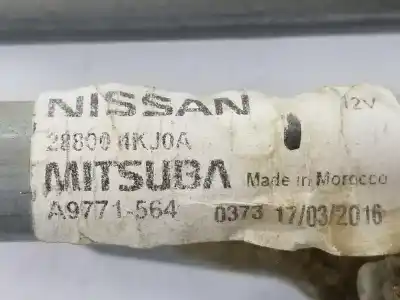 NISSAN 12V
28800 4KJ0A
MITSUBA Made in Morocco
A9771-564 0373 17/03/2016